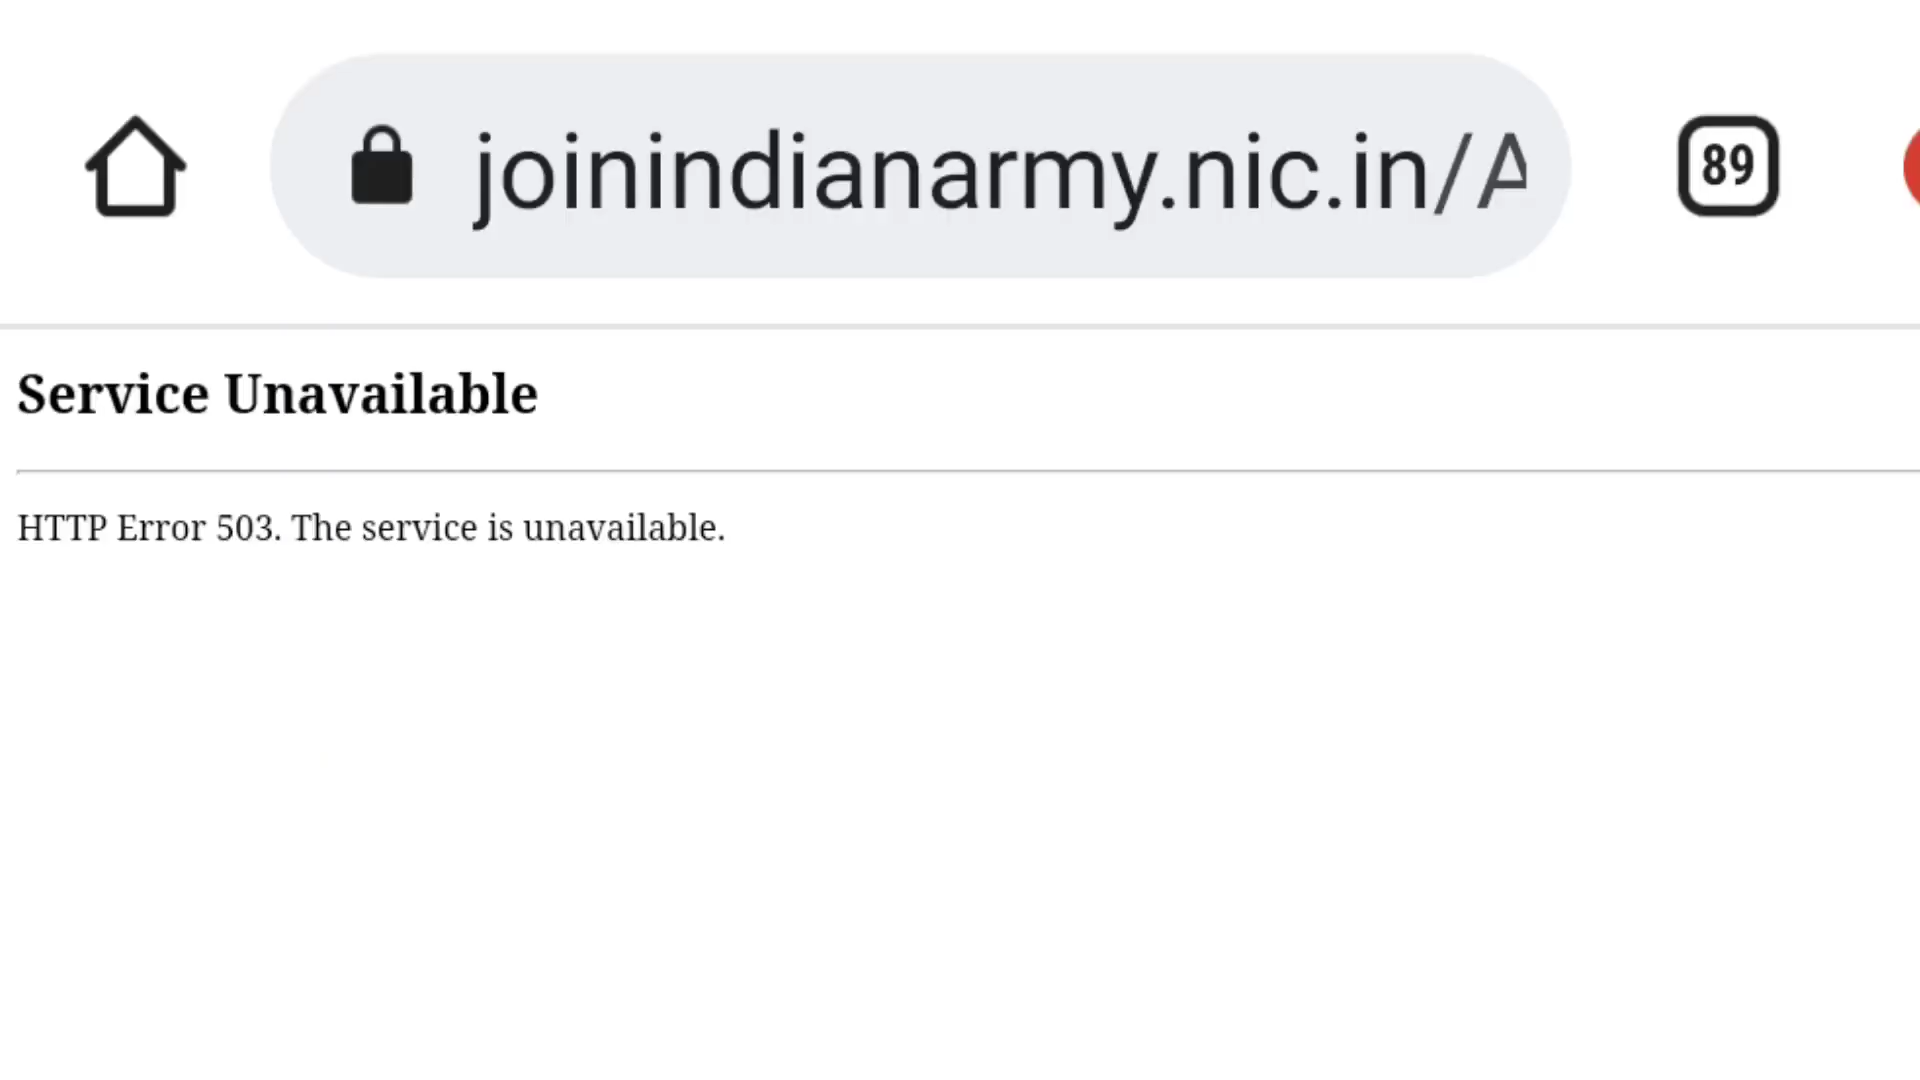 joinindianarmy.nic.in/A
89
Service Unavailable
HTTP Error 503. The service is unavailable.